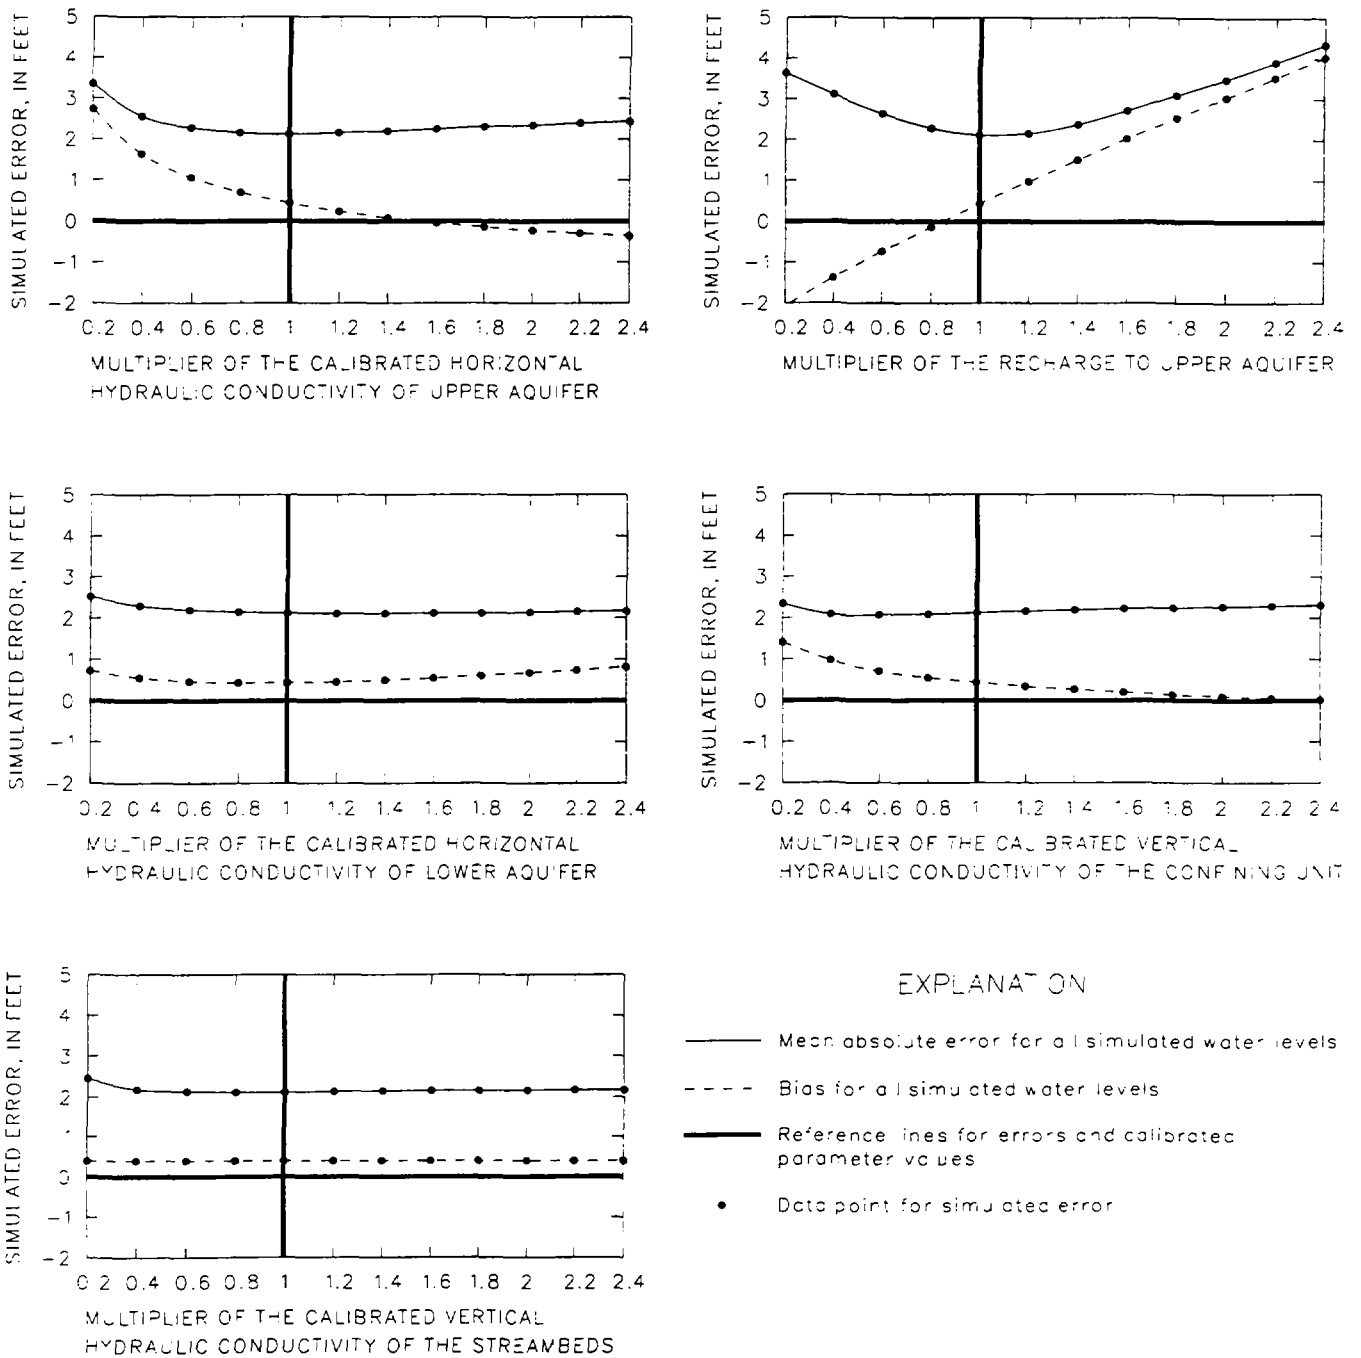 SIMULATED ERROR, IN FEET
5
4
3
2
1
0
−1
−2
0.2 0.4 0.6 0.8 1 1.2 1.4 1.6 1.8 2 2.2 2.4
MULTIPLIER OF THE CALIBRATED HORIZONTAL
HYDRAULIC CONDUCTIVITY OF UPPER AQUIFER
SIMULATED ERROR, IN FEET
5
4
3
2
1
0
−1
−2
0.2 0.4 0.6 0.8 1 1.2 1.4 1.6 1.8 2 2.2 2.4
MULTIPLIER OF THE RECHARGE TO UPPER AQUIFER
SIMULATED ERROR, IN FEET
5
4
3
2
1
0
−1
−2
0.2 0.4 0.6 0.8 1 1.2 1.4 1.6 1.8 2 2.2 2.4
MULTIPLIER OF THE CALIBRATED HORIZONTAL
HYDRAULIC CONDUCTIVITY OF LOWER AQUIFER
SIMULATED ERROR, IN FEET
5
4
3
2
1
0
−1
−2
0.2 0.4 0.6 0.8 1 1.2 1.4 1.6 1.8 2 2.2 2.4
MULTIPLIER OF THE CALIBRATED VERTICAL
HYDRAULIC CONDUCTIVITY OF THE CONFINING UNIT
SIMULATED ERROR, IN FEET
5
4
3
2
1
0
−1
−2
0.2 0.4 0.6 0.8 1 1.2 1.4 1.6 1.8 2 2.2 2.4
MULTIPLIER OF THE CALIBRATED VERTICAL
HYDRAULIC CONDUCTIVITY OF THE STREAMBEDS
EXPLANATION
Mean absolute error for all simulated water levels
Bias for all simulated water levels
Reference lines for errors and calibrated
parameter values
Data point for simulated error